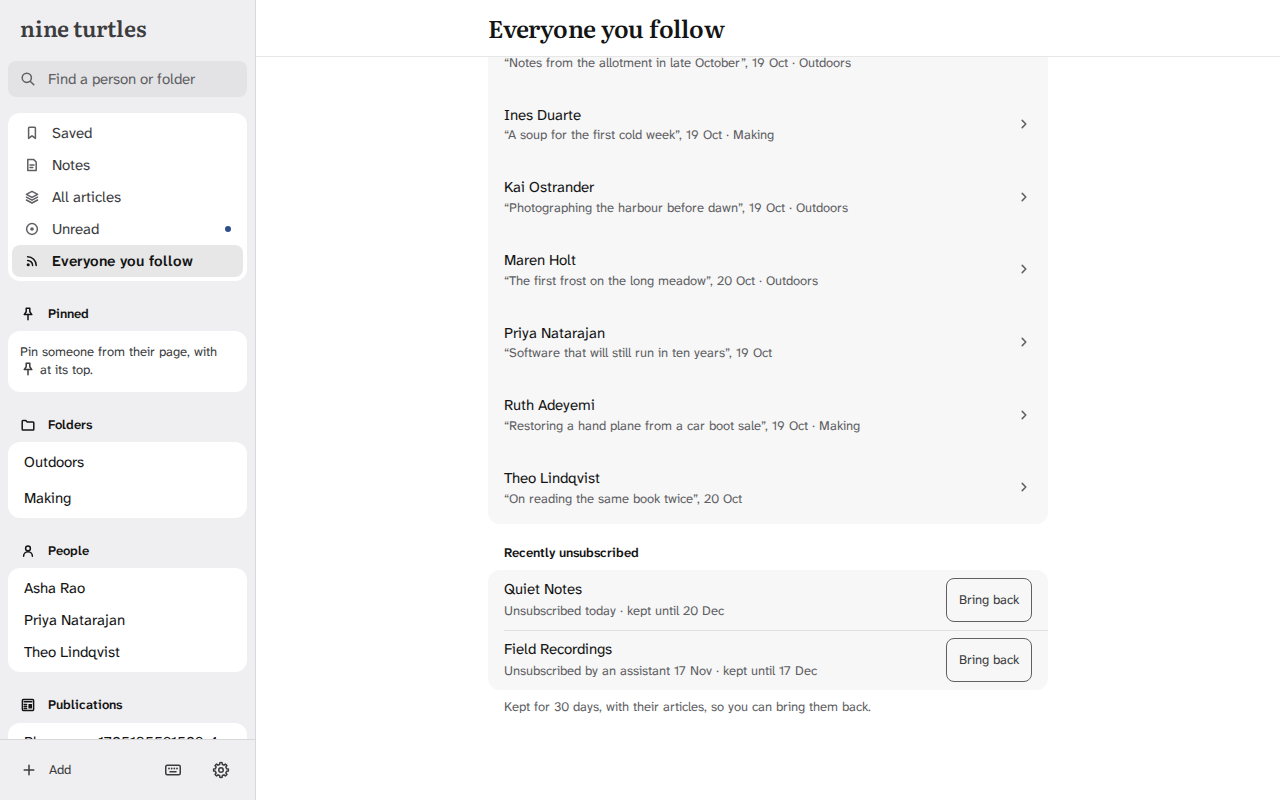 nine turtles
Find a person or folder
Saved
Notes
All articles
Unread
Everyone you follow
Pinned
Pin someone from their page, with
at its top.
Folders
Outdoors
Making
People
Asha Rao
Priya Natarajan
Theo Lindqvist
Publications
Add
Everyone you follow
“Notes from the allotment in late October”, 19 Oct · Outdoors
Ines Duarte
“A soup for the first cold week”, 19 Oct · Making
Kai Ostrander
“Photographing the harbour before dawn”, 19 Oct · Outdoors
Maren Holt
“The first frost on the long meadow”, 20 Oct · Outdoors
Priya Natarajan
“Software that will still run in ten years”, 19 Oct
Ruth Adeyemi
“Restoring a hand plane from a car boot sale”, 19 Oct · Making
Theo Lindqvist
“On reading the same book twice”, 20 Oct
Recently unsubscribed
Quiet Notes
Unsubscribed today · kept until 20 Dec
Bring back
Field Recordings
Unsubscribed by an assistant 17 Nov · kept until 17 Dec
Bring back
Kept for 30 days, with their articles, so you can bring them back.